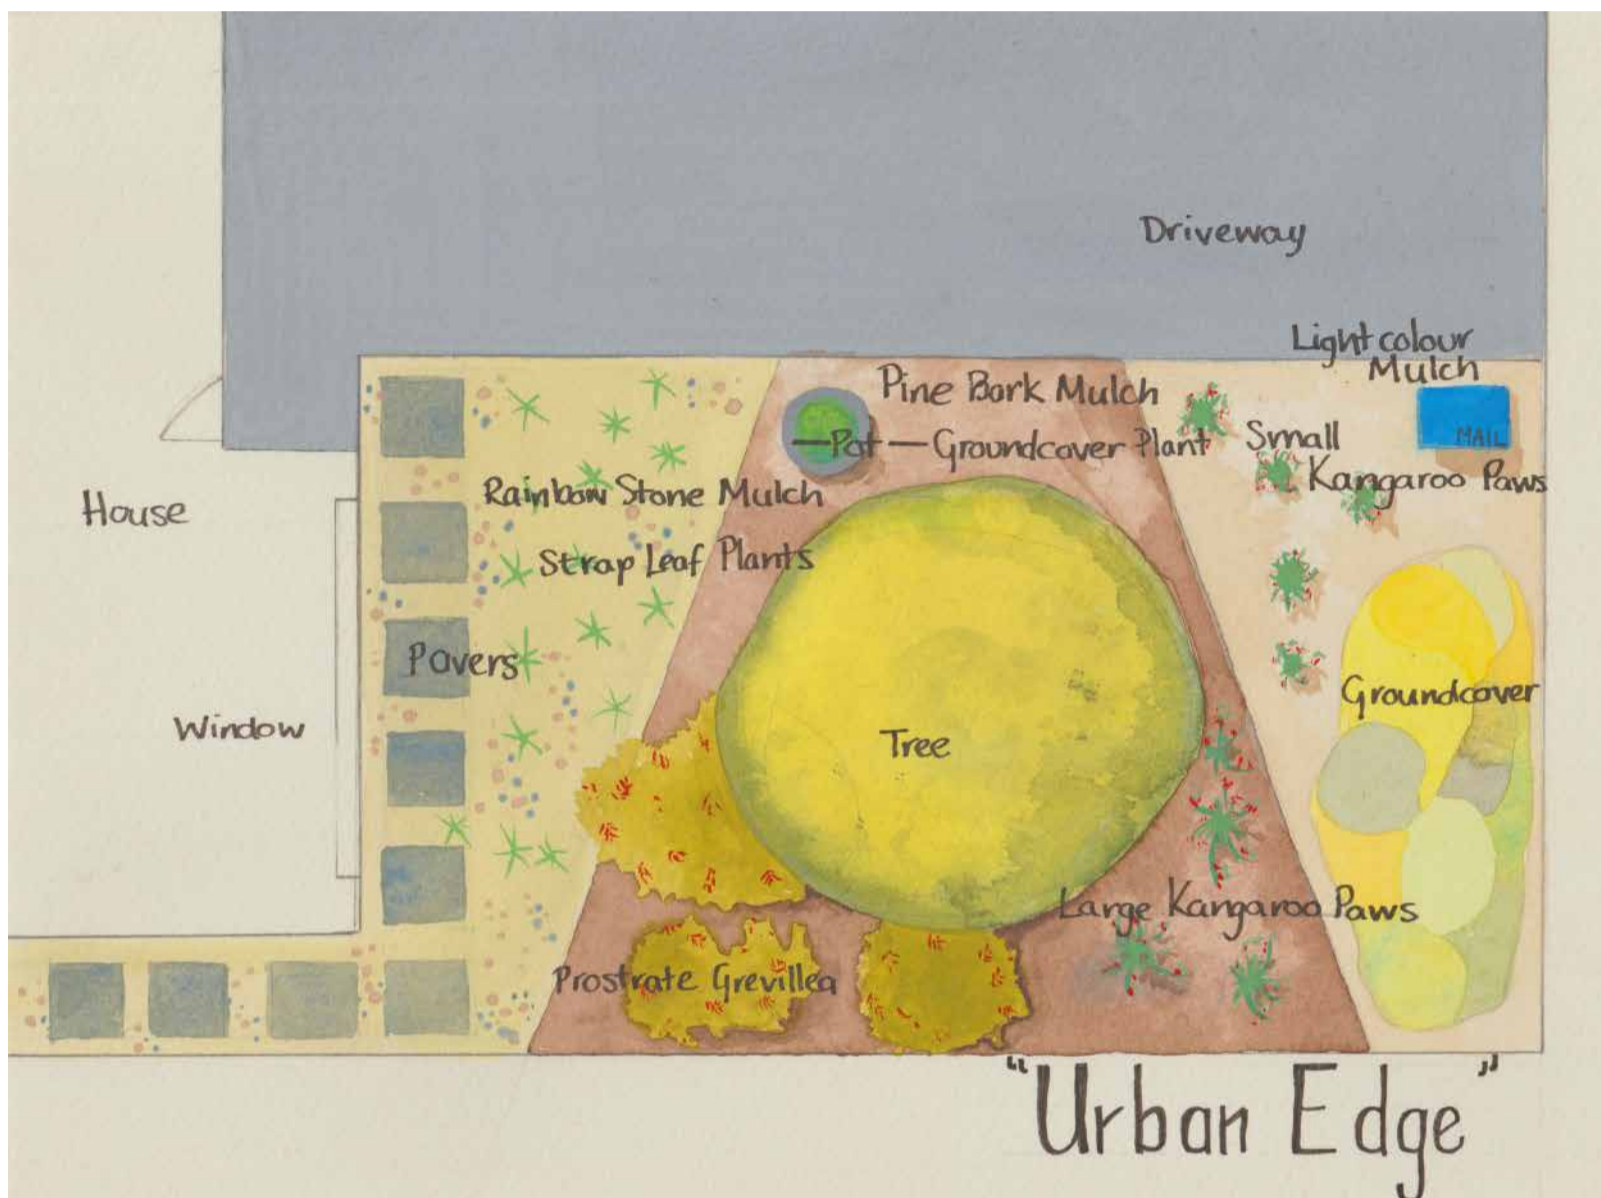 Driveway
Light colour
Mulch
Pine Bark Mulch
MAIL
Pot
Groundcover Plant
Small
Kangaroo Paws
Rainbow Stone Mulch
House
Strap Leaf Plants
Pavers
Groundcover
Window
Tree
Large Kangaroo Paws
Prostrate Grevillea
"Urban Edge"